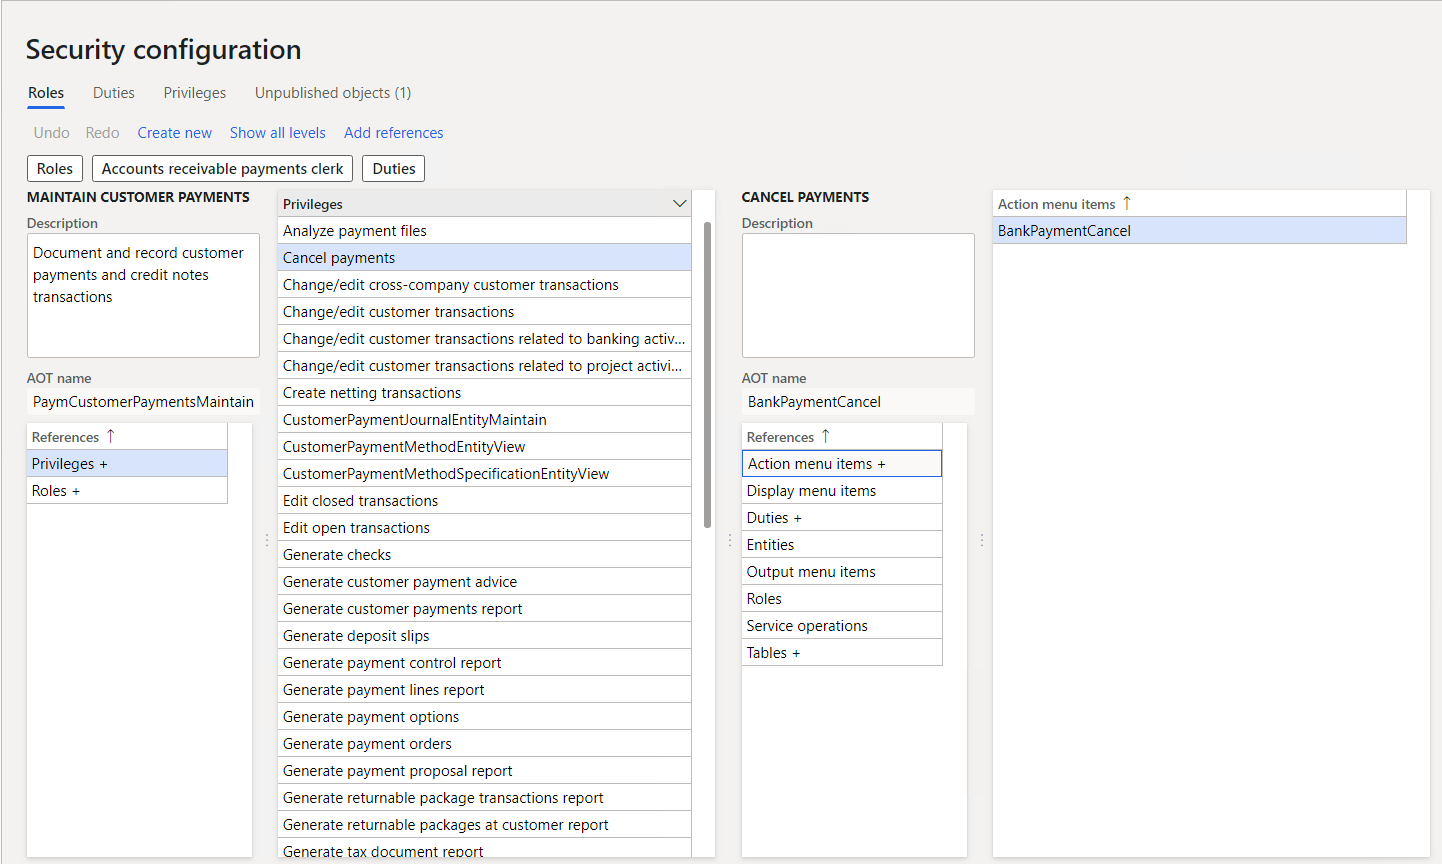 Security configuration
Roles Duties Privileges Unpublished objects (1)
Undo Redo Create new Show all levels Add references
Roles Accounts receivable payments clerk Duties
MAINTAIN CUSTOMER PAYMENTS
Description
Document and record customer
payments and credit notes
transactions
AOT name
PaymCustomerPaymentsMaintain
References ↑
Privileges +
Roles +
Privileges
Analyze payment files
Cancel payments
Change/edit cross-company customer transactions
Change/edit customer transactions
Change/edit customer transactions related to banking activ...
Change/edit customer transactions related to project activi...
Create netting transactions
CustomerPaymentJournalEntityMaintain
CustomerPaymentMethodEntityView
CustomerPaymentMethodSpecificationEntityView
Edit closed transactions
Edit open transactions
Generate checks
Generate customer payment advice
Generate customer payments report
Generate deposit slips
Generate payment control report
Generate payment lines report
Generate payment options
Generate payment orders
Generate payment proposal report
Generate returnable package transactions report
Generate returnable packages at customer report
Generate tax document report
CANCEL PAYMENTS
Description
AOT name
BankPaymentCancel
References ↑
Action menu items +
Display menu items
Duties +
Entities
Output menu items
Roles
Service operations
Tables +
Action menu items ↑
BankPaymentCancel